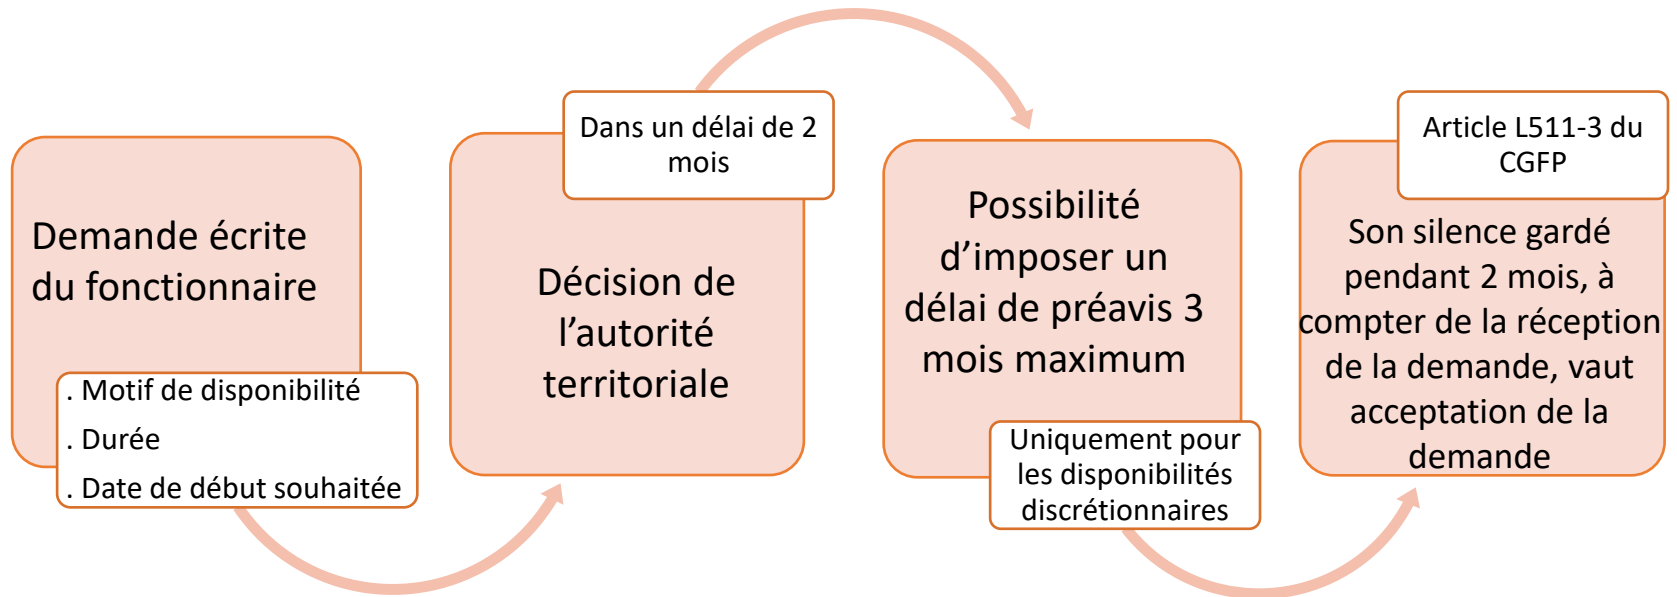 Demande écrite
du fonctionnaire
. Motif de disponibilité
. Durée
. Date de début souhaitée
Dans un délai de 2
mois
Décision de
l’autorité
territoriale
Possibilité
d’imposer un
délai de préavis 3
mois maximum
Uniquement pour
les disponibilités
discrétionnaires
Article L511-3 du
CGFP
Son silence gardé
pendant 2 mois, à
compter de la réception
de la demande, vaut
acceptation de la
demande